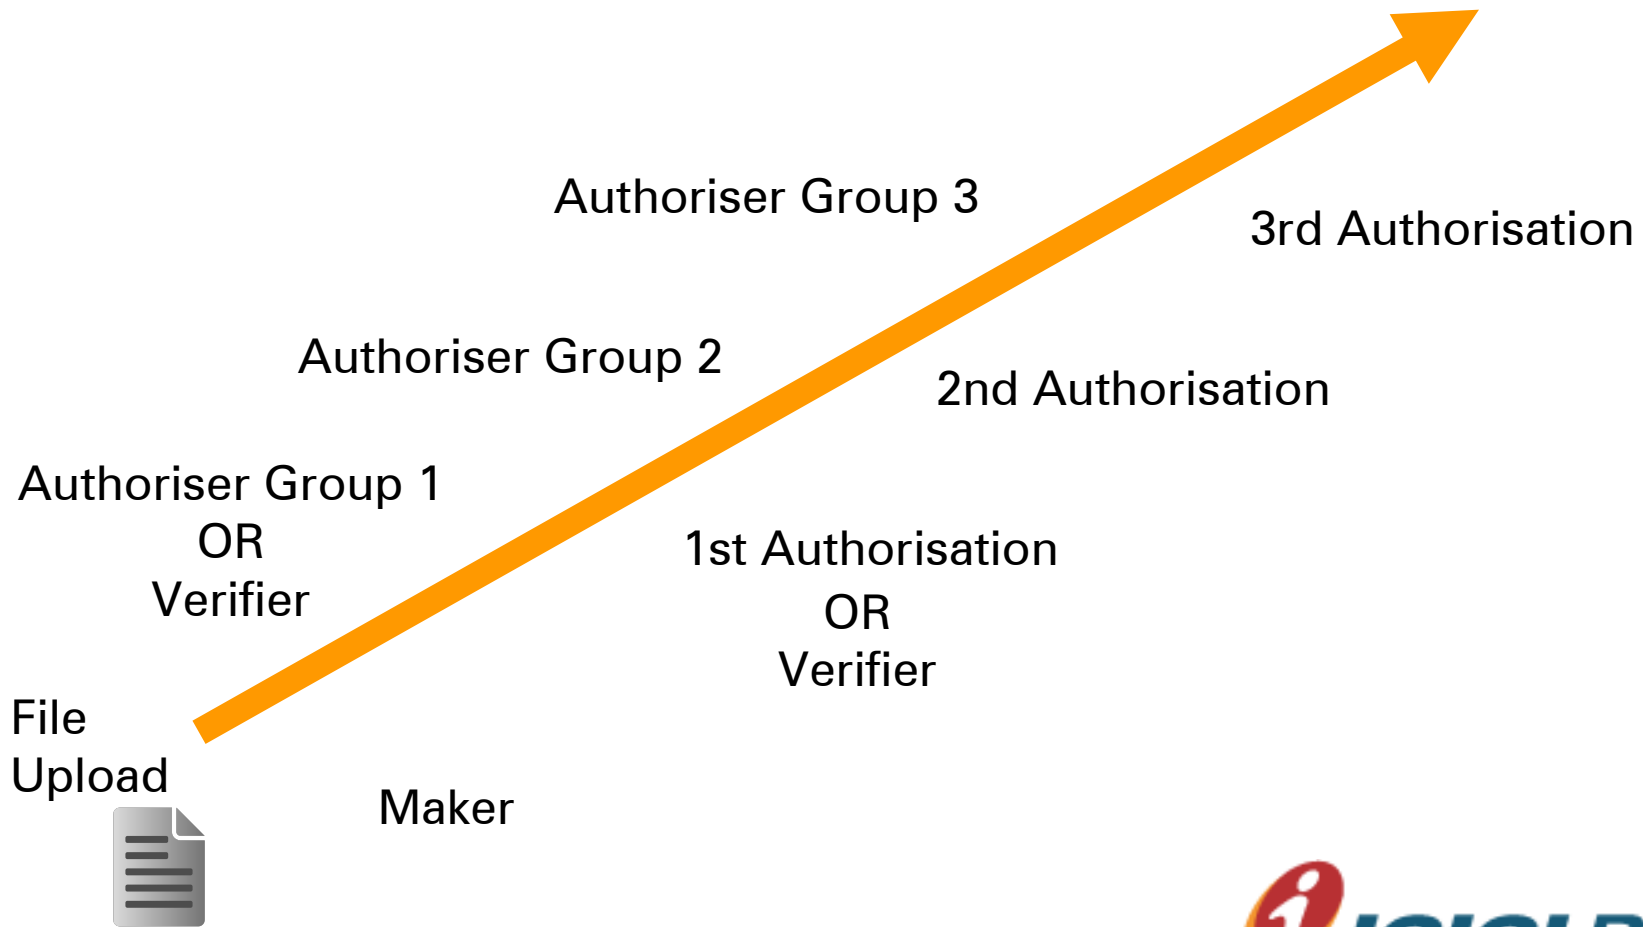 Authoriser Group 3
3rd Authorisation
Authoriser Group 2
2nd Authorisation
Authoriser Group 1
OR
Verifier
1st Authorisation
OR
Verifier
File
Upload
Maker